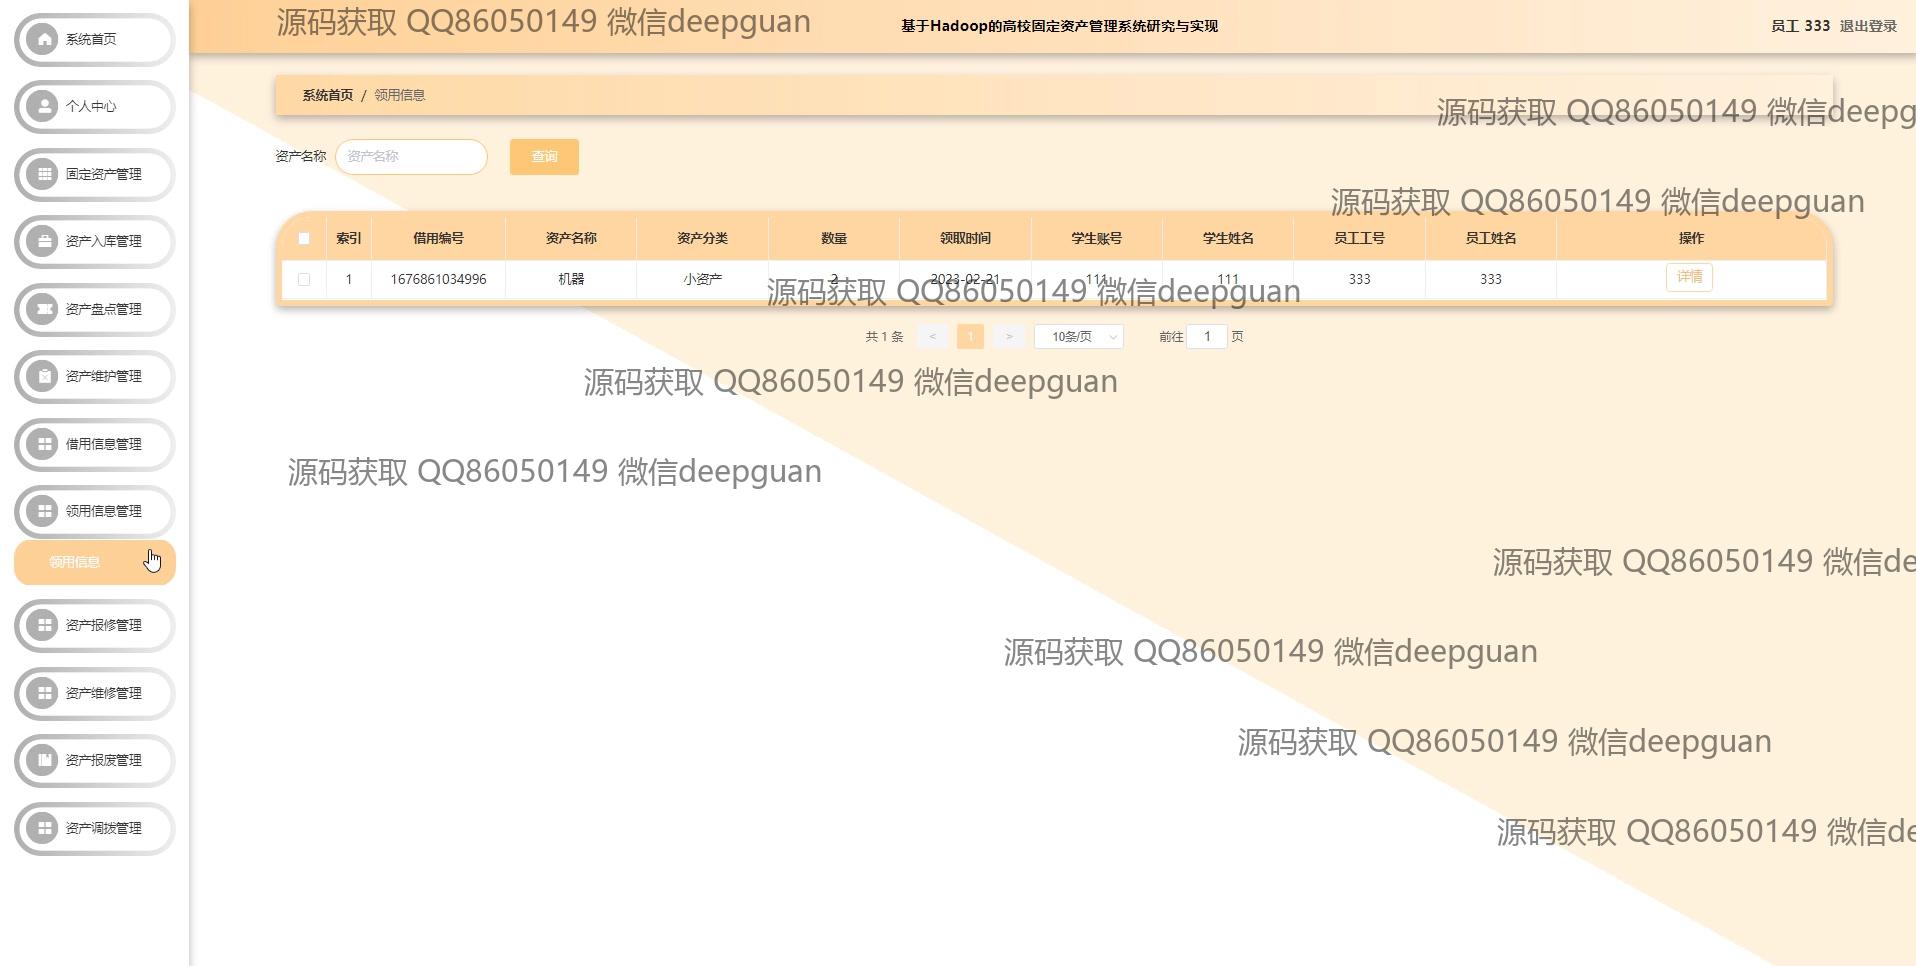 源码获取 QQ86050149 微信deepguan
基于Hadoop的高校固定资产管理系统研究与实现
员工 333 退出登录
系统首页
个人中心
固定资产管理
资产入库管理
资产盘点管理
资产维护管理
借用信息管理
领用信息管理
领用信息
资产报修管理
资产维修管理
资产报废管理
资产调拨管理
系统首页 / 领用信息
源码获取 QQ86050149 微信deepg
资产名称 资产名称 查询
源码获取 QQ86050149 微信deepguan
索引 借用编号 资产名称 资产分类 数量 领取时间 学生账号 学生姓名 员工工号 员工姓名 操作
1 1676861034996 机器 小资产 2 2023-02-21 111 111 333 333 详情
源码获取 QQ86050149 微信deepguan
共 1 条 < 1 > 10条/页 前往 1 页
源码获取 QQ86050149 微信deepguan
源码获取 QQ86050149 微信deepguan
源码获取 QQ86050149 微信de
源码获取 QQ86050149 微信deepguan
源码获取 QQ86050149 微信deepguan
源码获取 QQ86050149 微信de